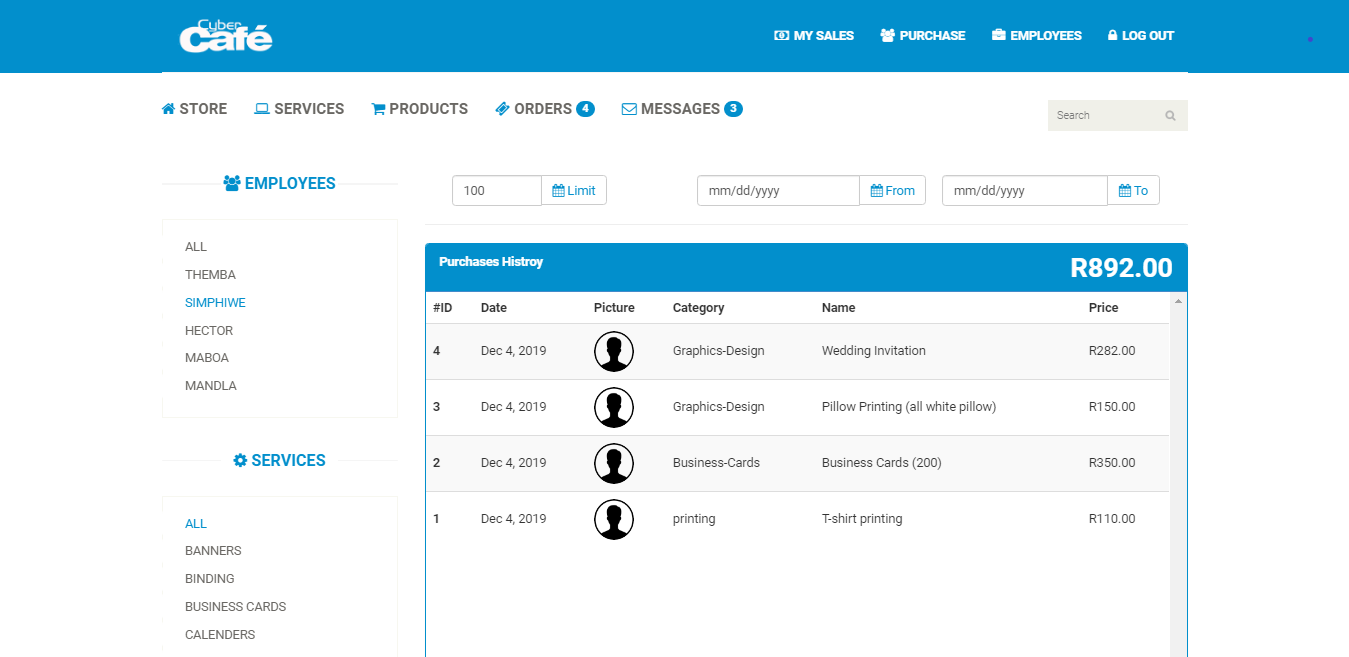 Cyber
Café
MY SALES PURCHASE EMPLOYEES LOG OUT
STORE SERVICES PRODUCTS ORDERS 4 MESSAGES 3
Search
EMPLOYEES
ALL
THEMBA
SIMPHIWE
HECTOR
MABOA
MANDLA
SERVICES
ALL
BANNERS
BINDING
BUSINESS CARDS
CALENDERS
100 Limit mm/dd/yyyy From mm/dd/yyyy To
Purchases Histroy R892.00
#ID Date Picture Category Name Price
4 Dec 4, 2019 Graphics-Design Wedding Invitation R282.00
3 Dec 4, 2019 Graphics-Design Pillow Printing (all white pillow) R150.00
2 Dec 4, 2019 Business-Cards Business Cards (200) R350.00
1 Dec 4, 2019 printing T-shirt printing R110.00